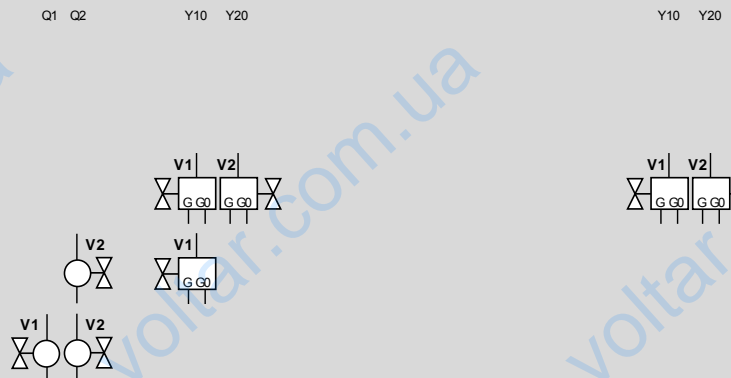 Q1 Q2 Y10 Y20 Y10 Y20
V1 V2 V1 V2
G G0 G G0 G G0 G G0
V2 V1
G G0
V1 V2
voltar.com.ua
voltar